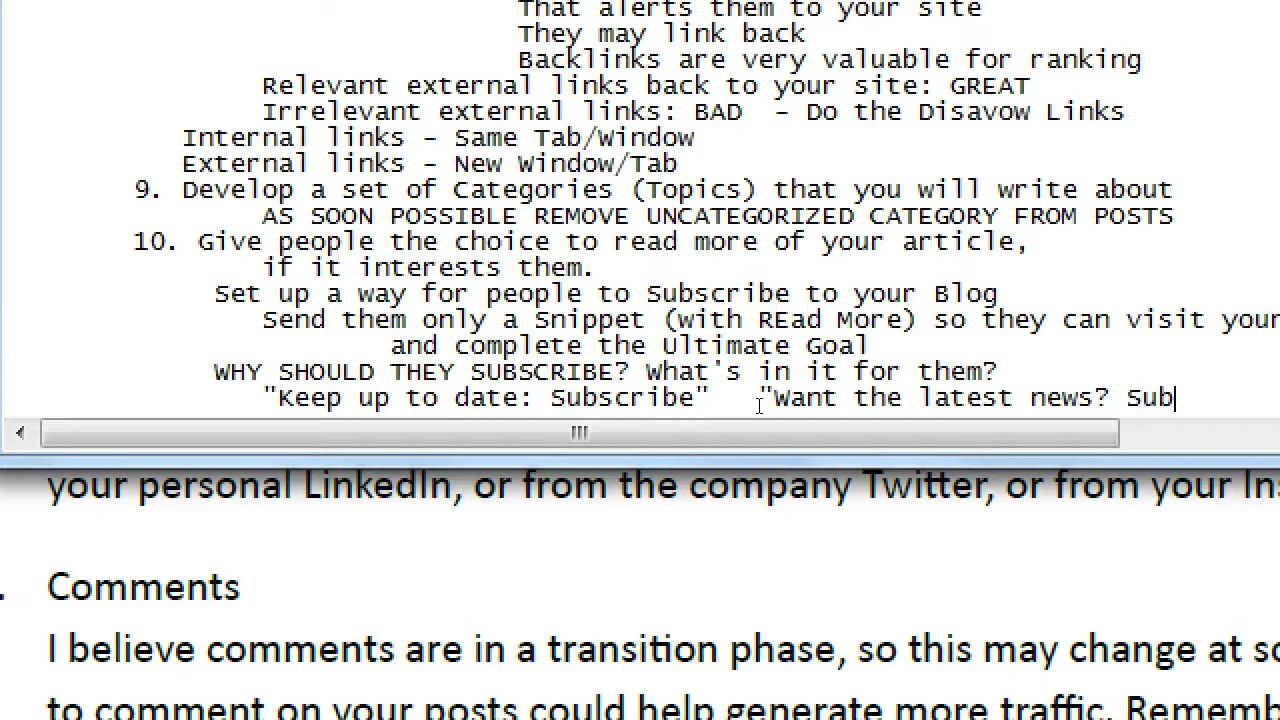 That alerts them to your site
They may link back
Backlinks are very valuable for ranking
Relevant external links back to your site: GREAT
Irrelevant external links: BAD  - Do the Disavow Links
Internal links - Same Tab/Window
External links - New Window/Tab
9. Develop a set of Categories (Topics) that you will write about
AS SOON POSSIBLE REMOVE UNCATEGORIZED CATEGORY FROM POSTS
10. Give people the choice to read more of your article,
if it interests them.
Set up a way for people to Subscribe to your Blog
Send them only a Snippet (with REad More) so they can visit your
and complete the Ultimate Goal
WHY SHOULD THEY SUBSCRIBE? What's in it for them?
"Keep up to date: Subscribe"   "Want the latest news? Sub
your personal LinkedIn, or from the company Twitter, or from your In
Comments
I believe comments are in a transition phase, so this may change at so
to comment on your posts could help generate more traffic. Rememb